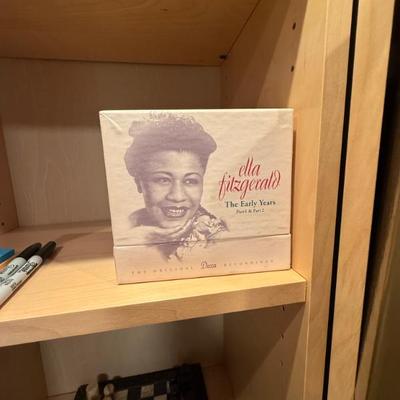 ella
fitzgerald
The Early Years
Part 1 & Part 2
THE ORIGINAL Decca RECORDINGS